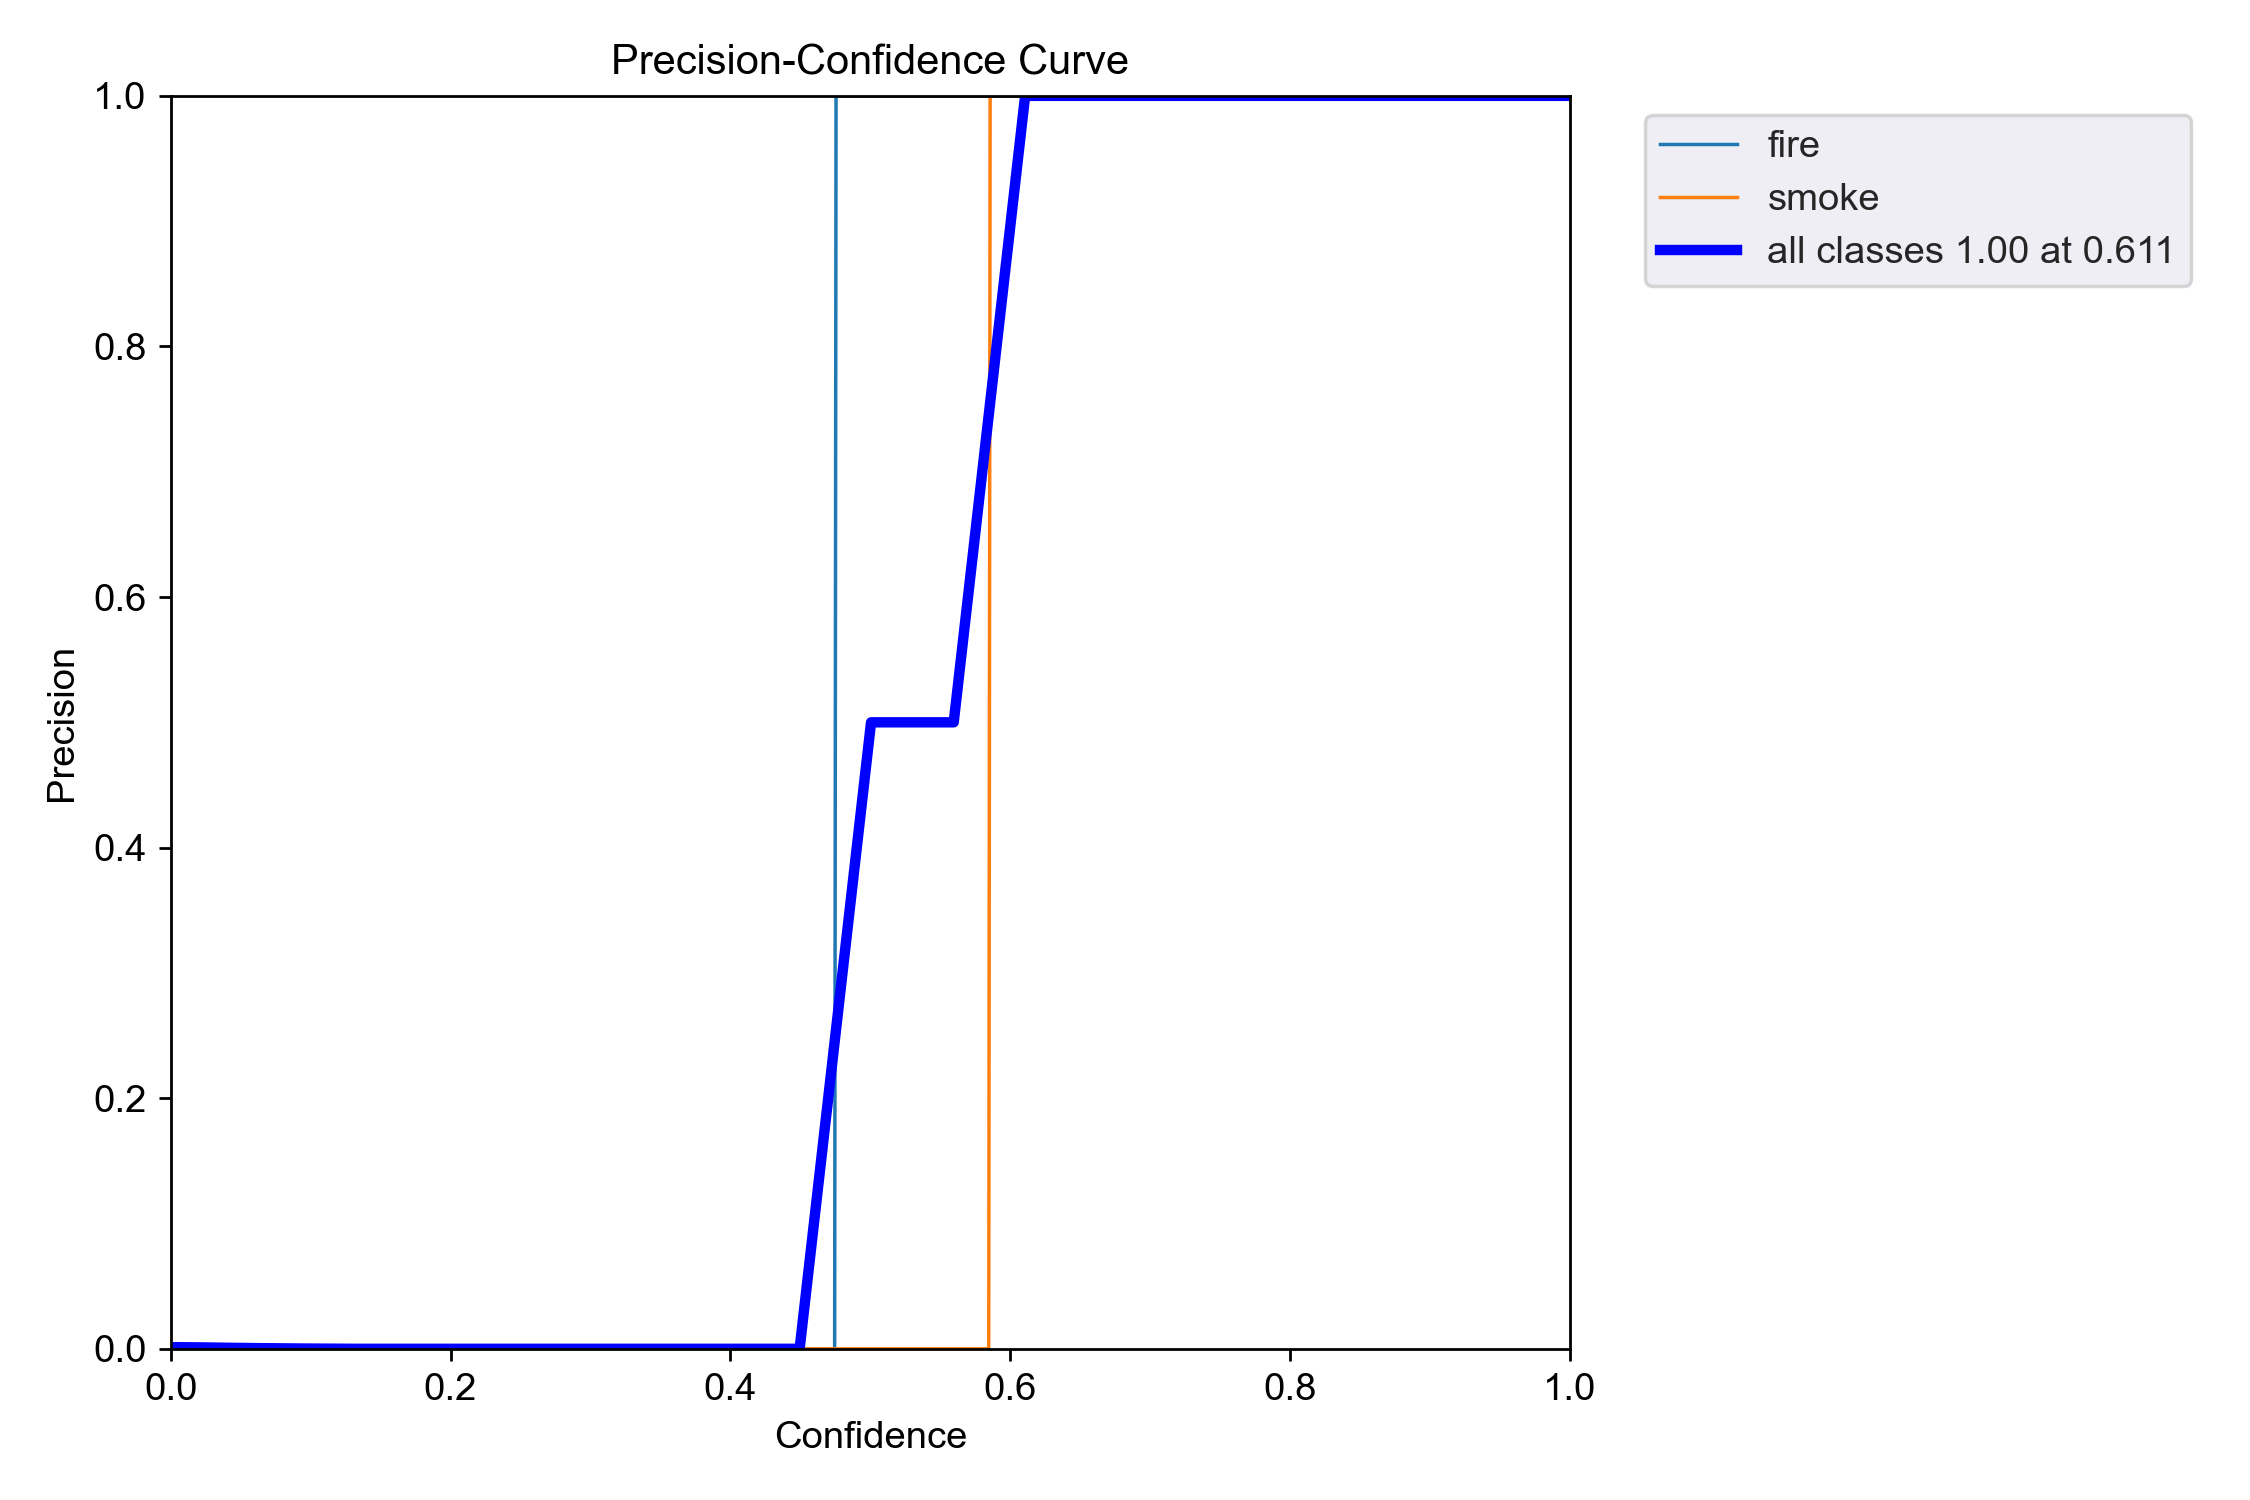 Precision-Confidence Curve
1.0
0.8
0.6
0.4
0.2
0.0
Precision
0.0 0.2 0.4 0.6 0.8 1.0
Confidence
fire
smoke
all classes 1.00 at 0.611